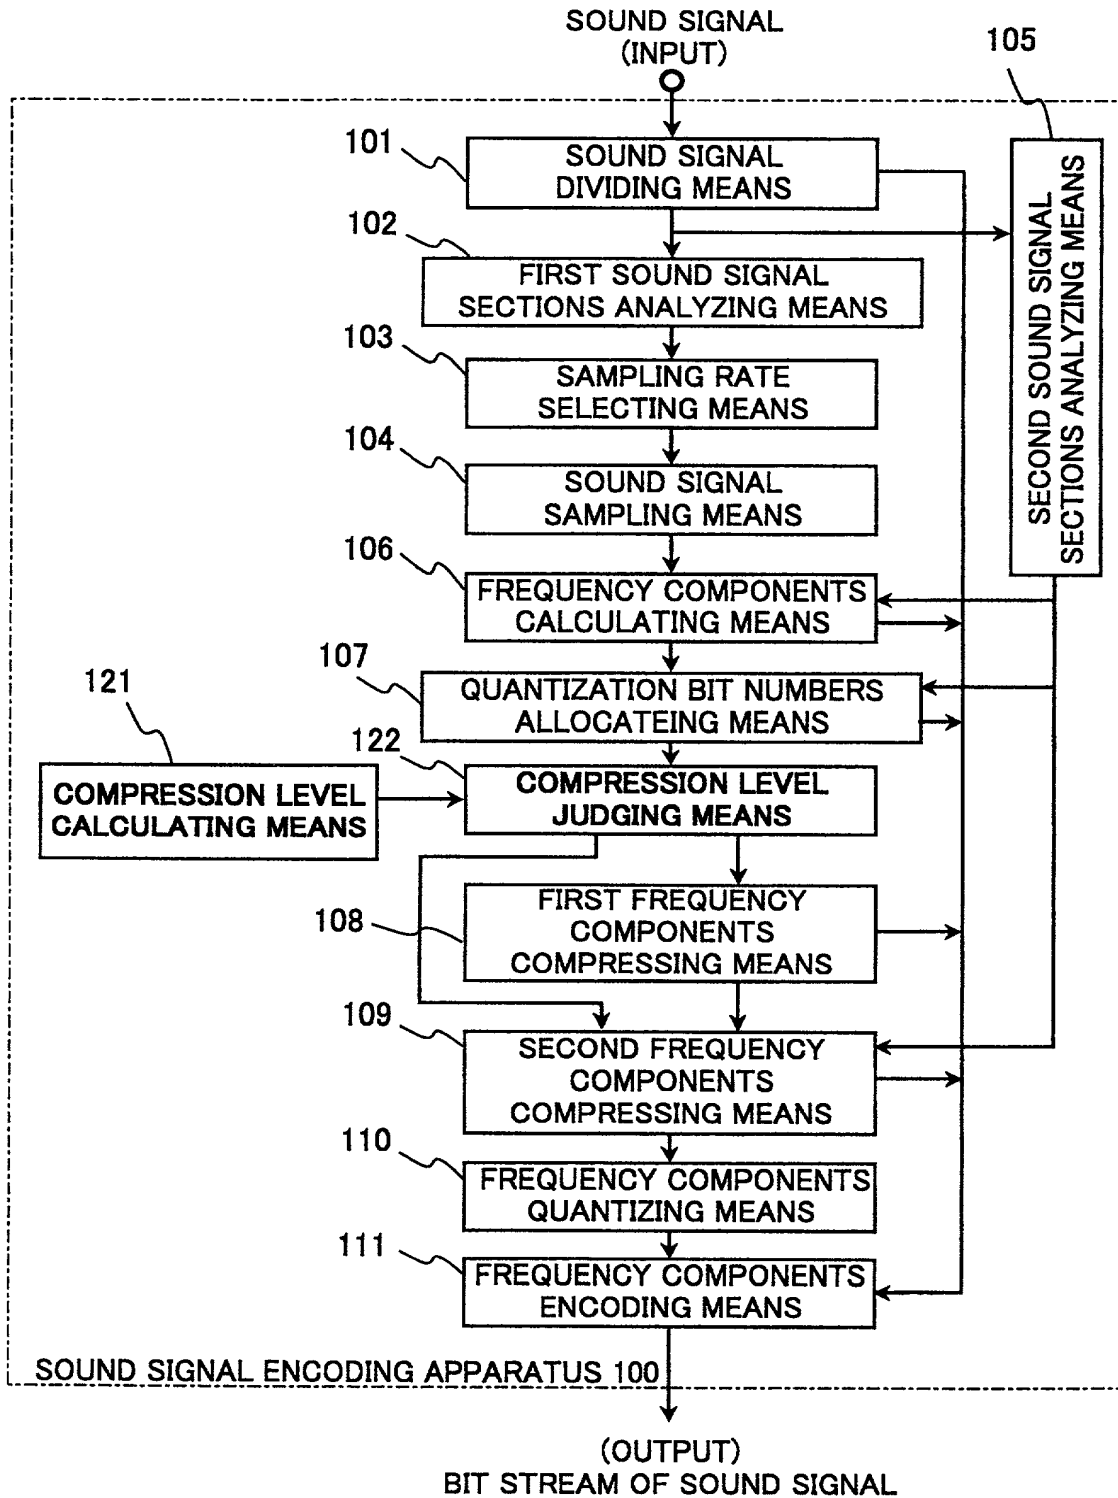 SOUND SIGNAL
(INPUT)
105
101
SOUND SIGNAL
DIVIDING MEANS
SECOND SOUND SIGNAL
SECTIONS ANALYZING MEANS
102
FIRST SOUND SIGNAL
SECTIONS ANALYZING MEANS
103
SAMPLING RATE
SELECTING MEANS
104
SOUND SIGNAL
SAMPLING MEANS
106
FREQUENCY COMPONENTS
CALCULATING MEANS
107
QUANTIZATION BIT NUMBERS
ALLOCATEING MEANS
121
COMPRESSION LEVEL
CALCULATING MEANS
122
COMPRESSION LEVEL
JUDGING MEANS
108
FIRST FREQUENCY
COMPONENTS
COMPRESSING MEANS
109
SECOND FREQUENCY
COMPONENTS
COMPRESSING MEANS
110
FREQUENCY COMPONENTS
QUANTIZING MEANS
111
FREQUENCY COMPONENTS
ENCODING MEANS
SOUND SIGNAL ENCODING APPARATUS 100
(OUTPUT)
BIT STREAM OF SOUND SIGNAL